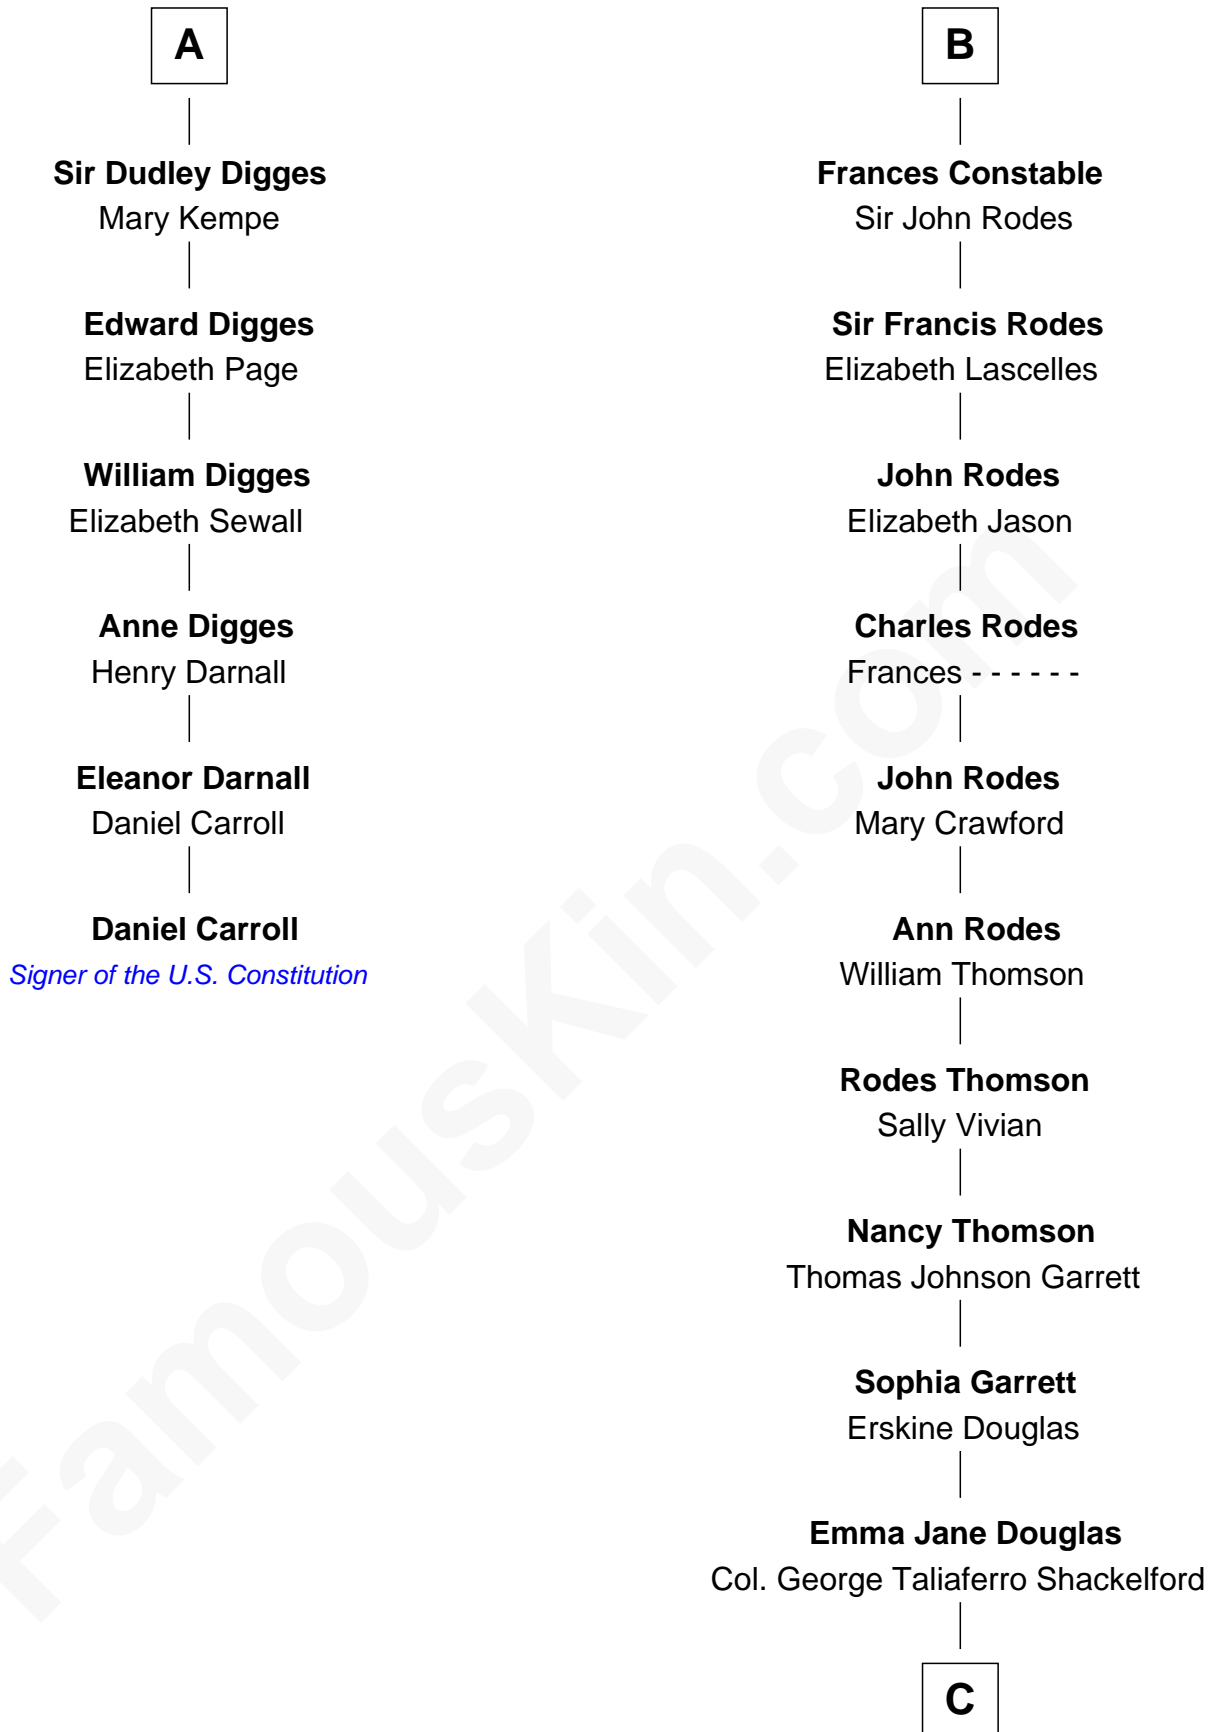 A
Sir Dudley Digges
Mary Kempe
Edward Digges
Elizabeth Page
William Digges
Elizabeth Sewall
Anne Digges
Henry Darnall
Eleanor Darnall
Daniel Carroll
Daniel Carroll
Signer of the U.S. Constitution
B
Frances Constable
Sir John Rodes
Sir Francis Rodes
Elizabeth Lascelles
John Rodes
Elizabeth Jason
Charles Rodes
Frances - - - - - -
John Rodes
Mary Crawford
Ann Rodes
William Thomson
Rodes Thomson
Sally Vivian
Nancy Thomson
Thomas Johnson Garrett
Sophia Garrett
Erskine Douglas
Emma Jane Douglas
Col. George Taliaferro Shackelford
C
FamousKin.com